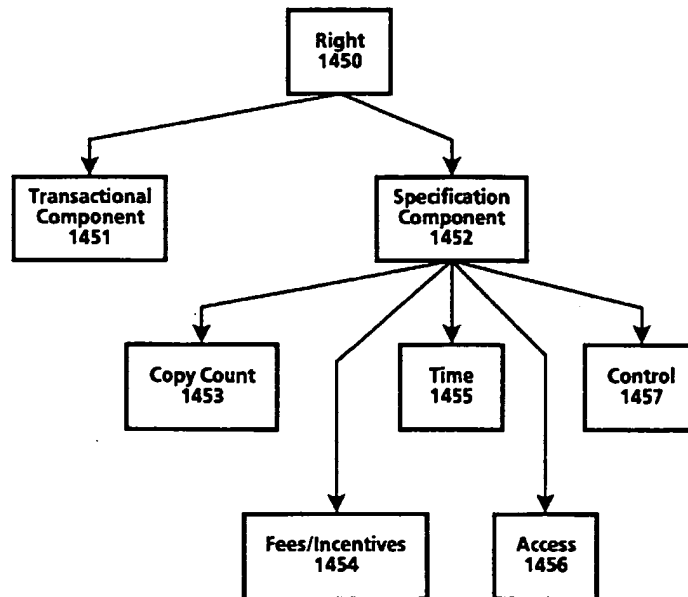 Right
1450
Transactional
Component
1451
Specification
Component
1452
Copy Count
1453
Time
1455
Control
1457
Fees/Incentives
1454
Access
1456